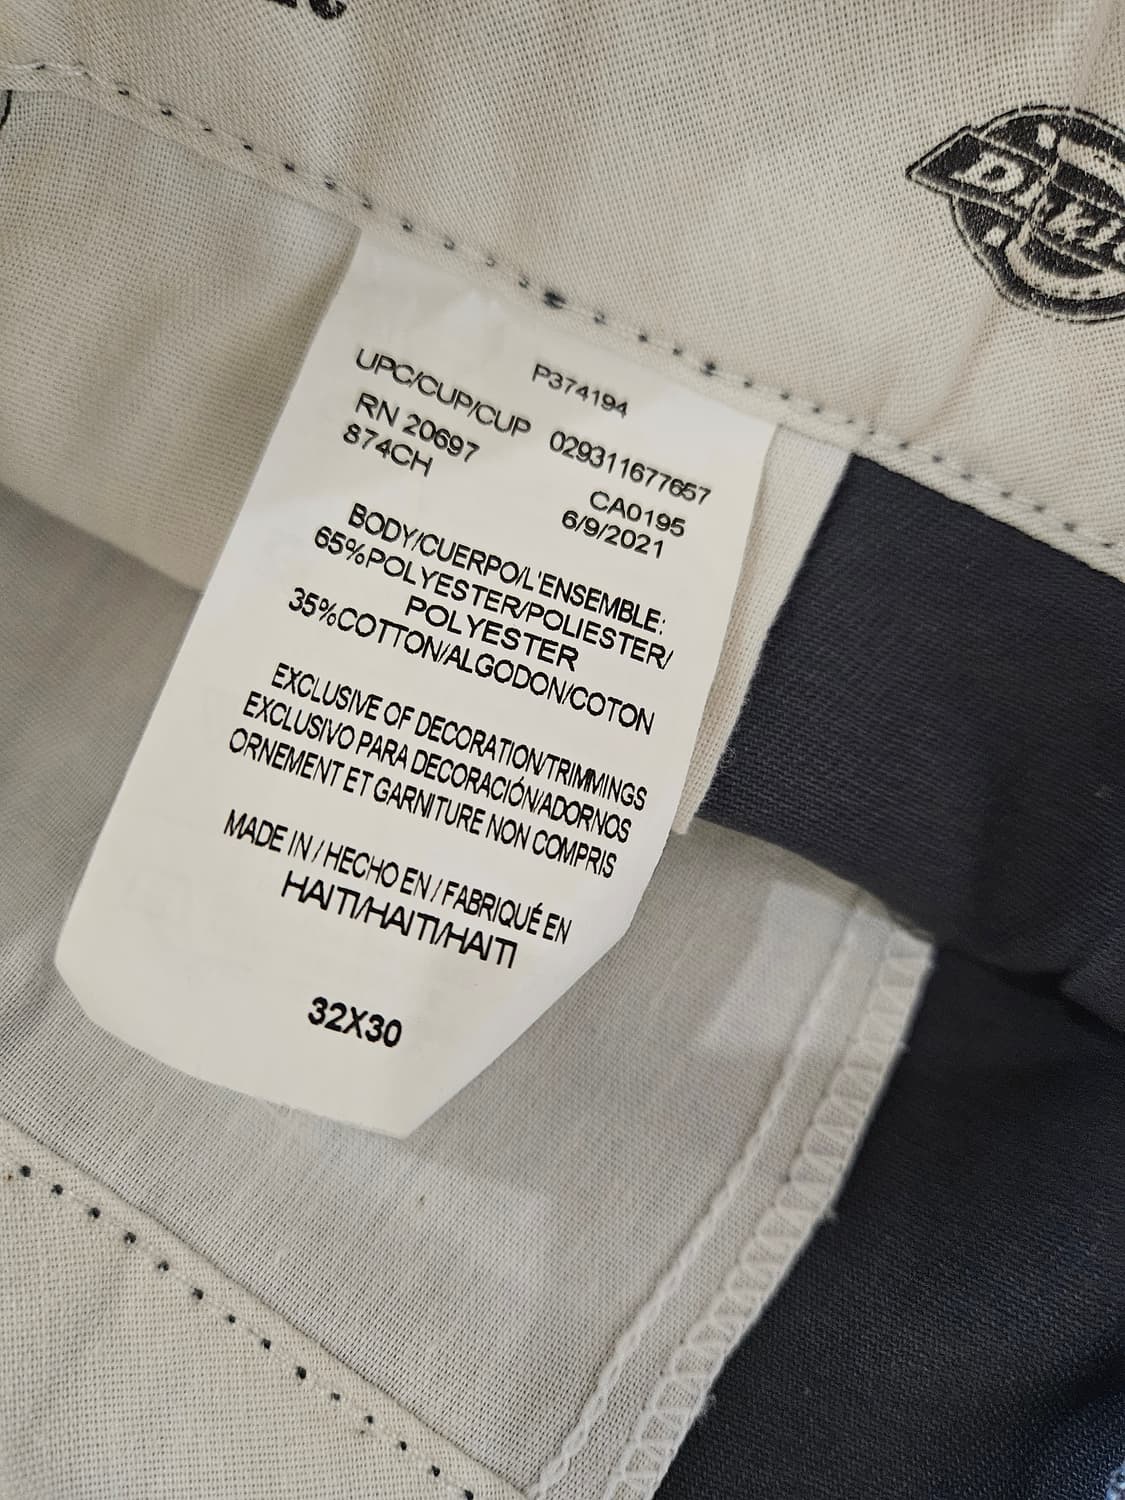 DICKIES
P374194
UPC/CUP/CUP 029311677657
RN 20697 CA0195
874CH 6/9/2021
BODY/CUERPO/L'ENSEMBLE:
65%POLYESTER/POLIESTER/
POLYESTER
35%COTTON/ALGODON/COTON
EXCLUSIVE OF DECORATION/TRIMMINGS
EXCLUSIVO PARA DECORACIÓN/ADORNOS
ORNEMENT ET GARNITURE NON COMPRIS
MADE IN / HECHO EN / FABRIQUÉ EN
HAITI/HAITI/HAITI
32X30